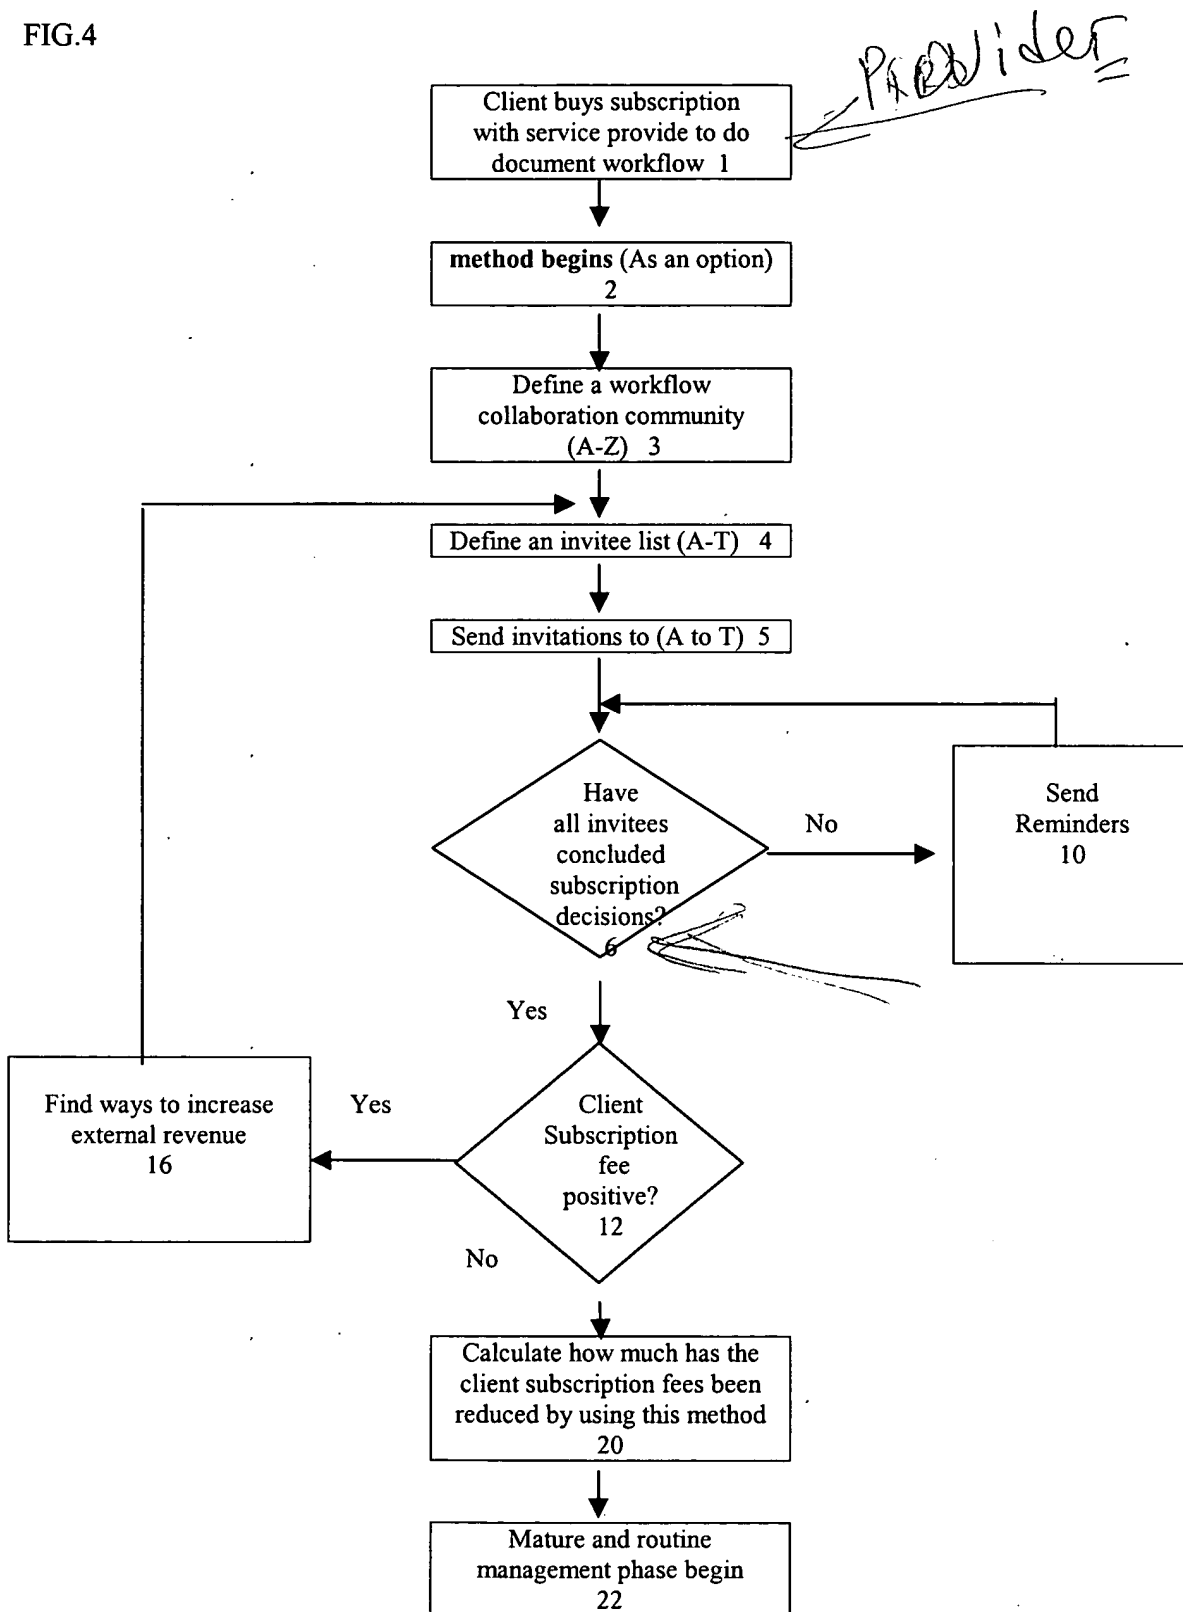 FIG.4
Provider
Client buys subscription
with service provide to do
document workflow 1
method begins (As an option)
2
Define a workflow
collaboration community
(A-Z) 3
Define an invitee list (A-T) 4
Send invitations to (A to T) 5
Have
all invitees
concluded
subscription
decisions?
6
No
Send
Reminders
10
Yes
Find ways to increase
external revenue
16
Yes
Client
Subscription
fee
positive?
12
No
Calculate how much has the
client subscription fees been
reduced by using this method
20
Mature and routine
management phase begin
22